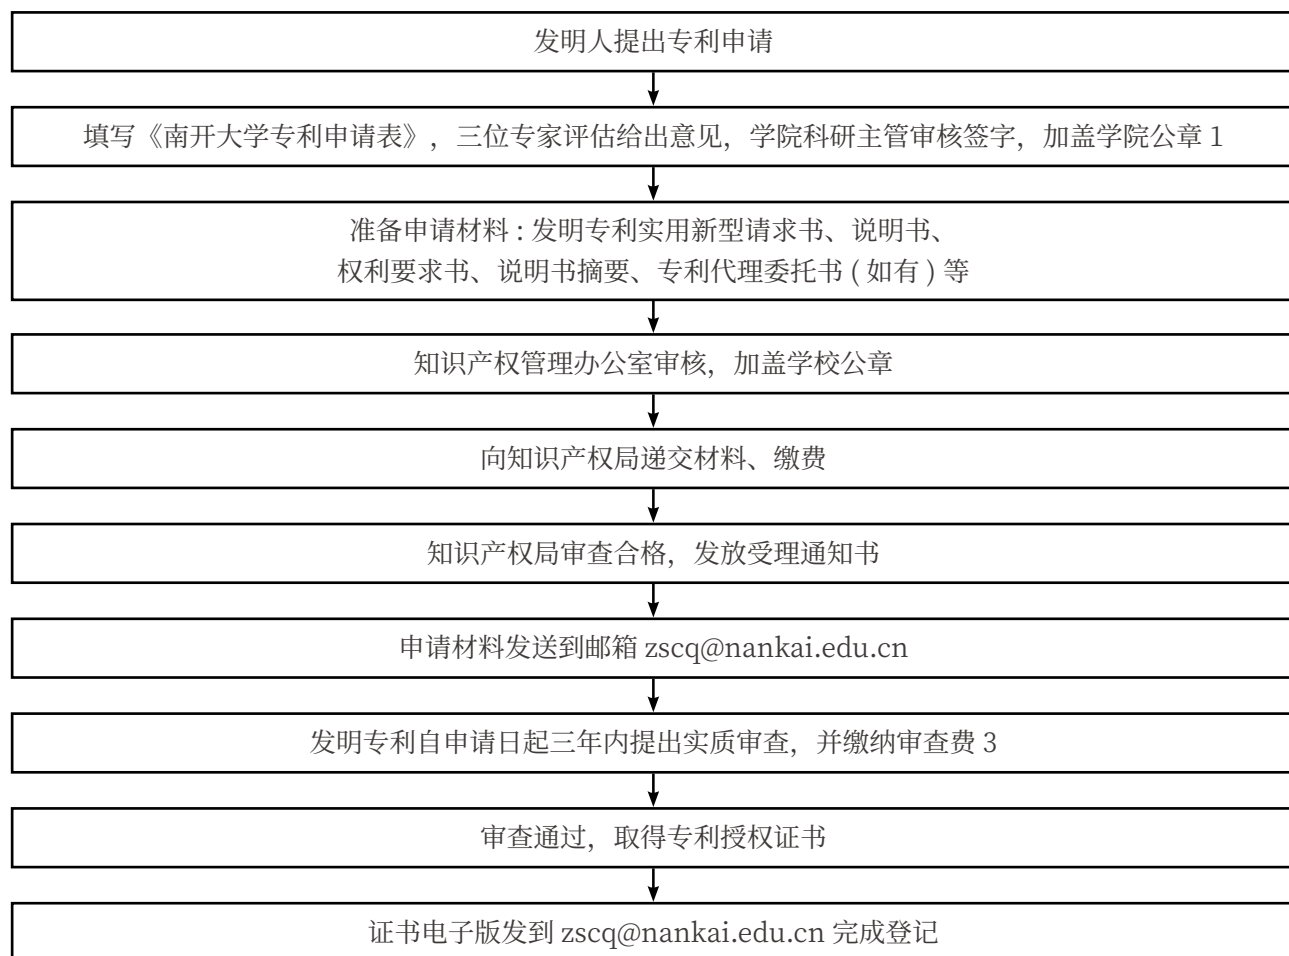 发明人提出专利申请
填写《南开大学专利申请表》，三位专家评估给出意见，学院科研主管审核签字，加盖学院公章 1
准备申请材料 : 发明专利实用新型请求书、说明书、
权利要求书、说明书摘要、专利代理委托书 ( 如有 ) 等
知识产权管理办公室审核，加盖学校公章
向知识产权局递交材料、缴费
知识产权局审查合格，发放受理通知书
申请材料发送到邮箱 zscq@nankai.edu.cn
发明专利自申请日起三年内提出实质审查，并缴纳审查费 3
审查通过，取得专利授权证书
证书电子版发到 zscq@nankai.edu.cn 完成登记